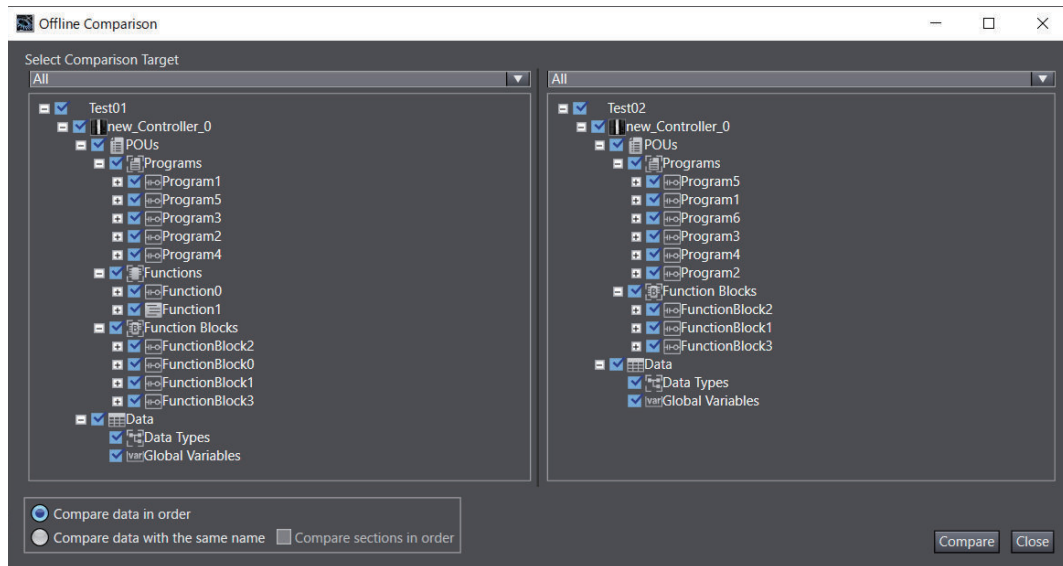 Offline Comparison
Select Comparison Target
All
Test01
new_Controller_0
POUs
Programs
Program1
Program5
Program3
Program2
Program4
Functions
Function0
Function1
Function Blocks
FunctionBlock2
FunctionBlock0
FunctionBlock1
FunctionBlock3
Data
Data Types
var Global Variables
All
Test02
new_Controller_0
POUs
Programs
Program5
Program1
Program6
Program3
Program4
Program2
Function Blocks
FunctionBlock2
FunctionBlock1
FunctionBlock3
Data
Data Types
var Global Variables
Compare data in order
Compare data with the same name Compare sections in order
Compare Close